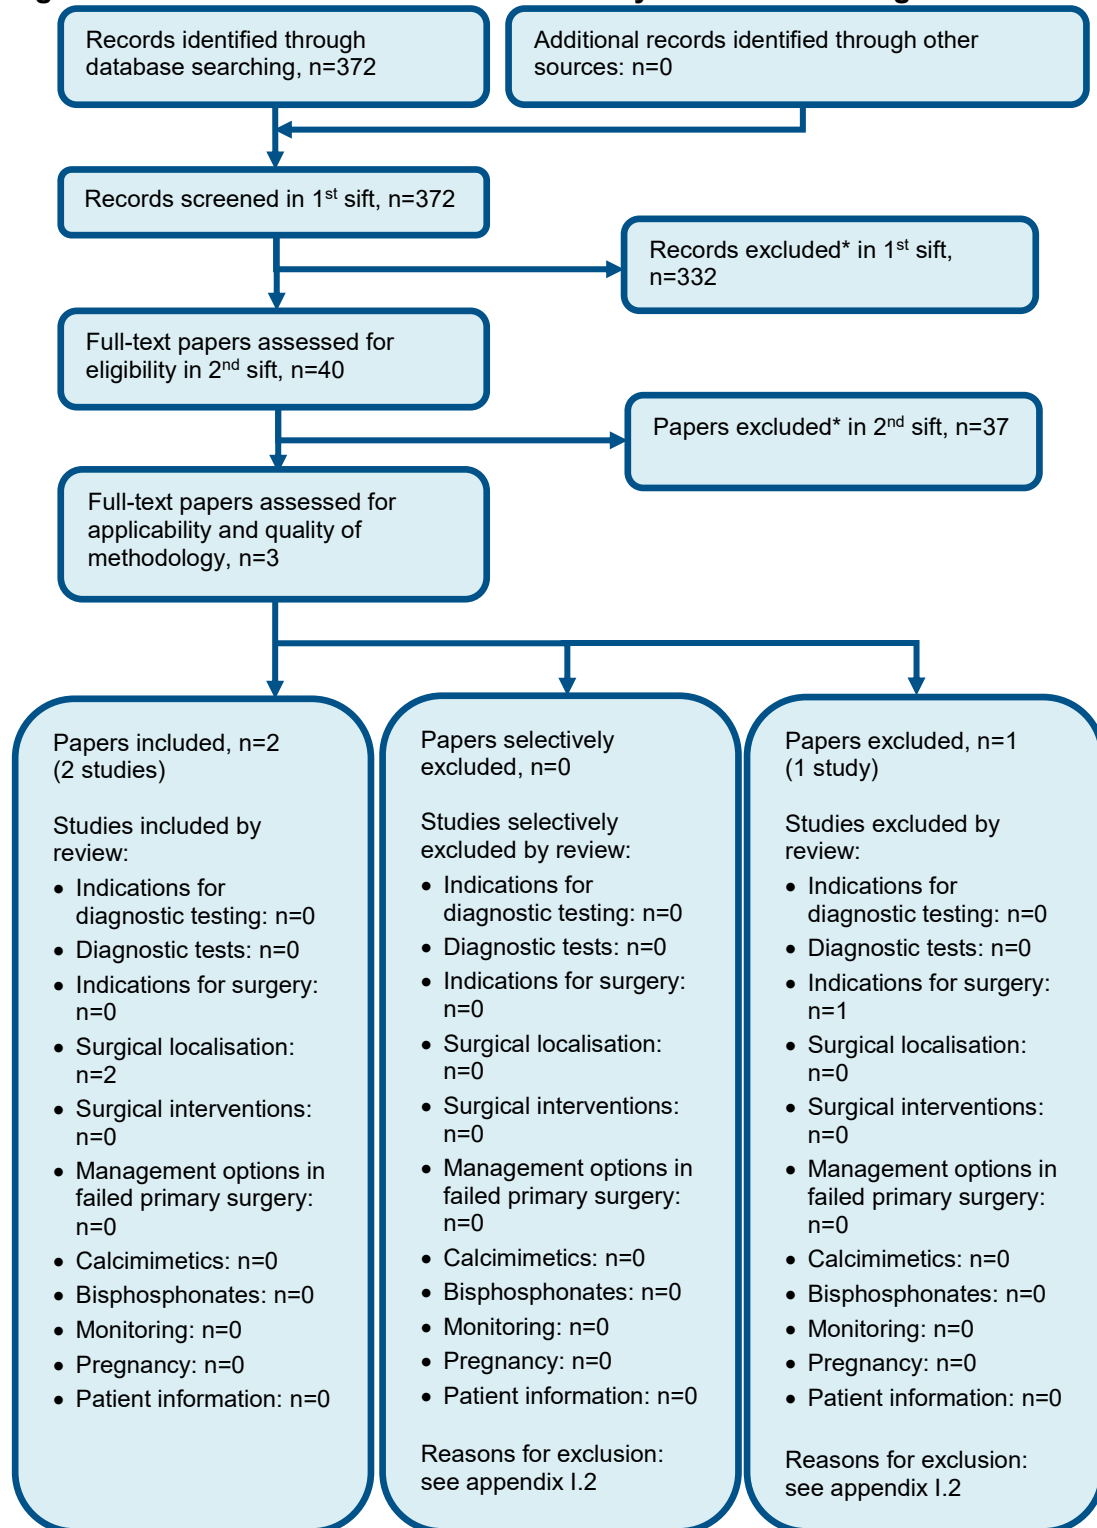 Records identified through
database searching, n=372
Additional records identified through other
sources: n=0
Records screened in 1st sift, n=372
Records excluded* in 1st sift,
n=332
Full-text papers assessed for
eligibility in 2nd sift, n=40
Papers excluded* in 2nd sift, n=37
Full-text papers assessed for
applicability and quality of
methodology, n=3
Papers included, n=2
(2 studies)
Studies included by
review:
• Indications for
diagnostic testing: n=0
• Diagnostic tests: n=0
• Indications for surgery:
n=0
• Surgical localisation:
n=2
• Surgical interventions:
n=0
• Management options in
failed primary surgery:
n=0
• Calcimimetics: n=0
• Bisphosphonates: n=0
• Monitoring: n=0
• Pregnancy: n=0
• Patient information: n=0
Papers selectively
excluded, n=0
Studies selectively
excluded by review:
• Indications for
diagnostic testing: n=0
• Diagnostic tests: n=0
• Indications for surgery:
n=0
• Surgical localisation:
n=0
• Surgical interventions:
n=0
• Management options in
failed primary surgery:
n=0
• Calcimimetics: n=0
• Bisphosphonates: n=0
• Monitoring: n=0
• Pregnancy: n=0
• Patient information: n=0
Reasons for exclusion:
see appendix I.2
Papers excluded, n=1
(1 study)
Studies excluded by
review:
• Indications for
diagnostic testing: n=0
• Diagnostic tests: n=0
• Indications for surgery:
n=1
• Surgical localisation:
n=0
• Surgical interventions:
n=0
• Management options in
failed primary surgery:
n=0
• Calcimimetics: n=0
• Bisphosphonates: n=0
• Monitoring: n=0
• Pregnancy: n=0
• Patient information: n=0
Reasons for exclusion:
see appendix I.2